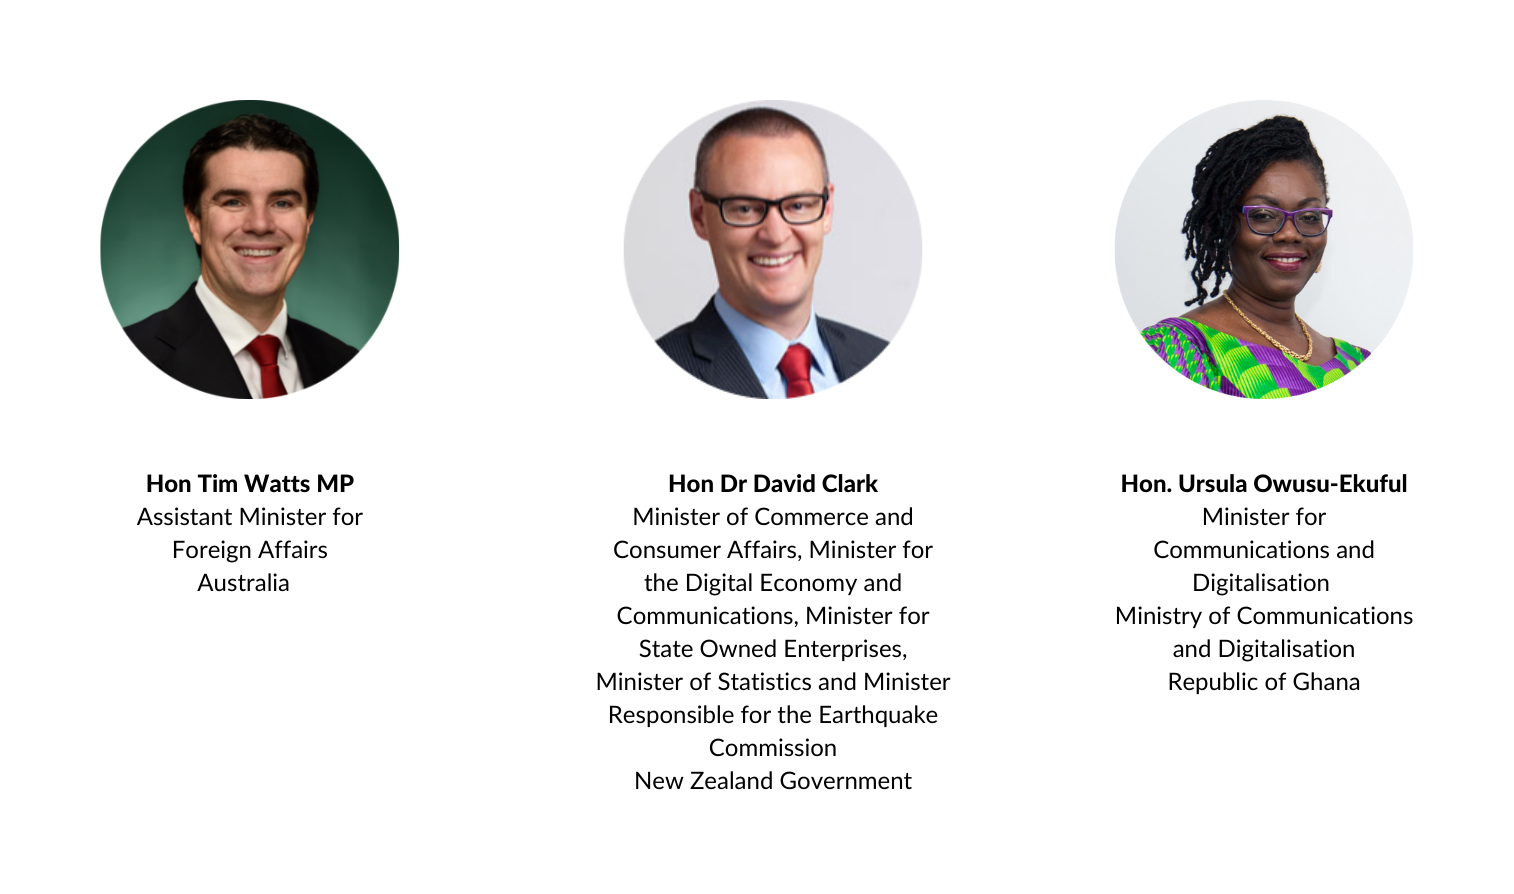 Hon Tim Watts MP
Assistant Minister for
Foreign Affairs
Australia
Hon Dr David Clark
Minister of Commerce and
Consumer Affairs, Minister for
the Digital Economy and
Communications, Minister for
State Owned Enterprises,
Minister of Statistics and Minister
Responsible for the Earthquake
Commission
New Zealand Government
Hon. Ursula Owusu-Ekuful
Minister for
Communications and
Digitalisation
Ministry of Communications
and Digitalisation
Republic of Ghana